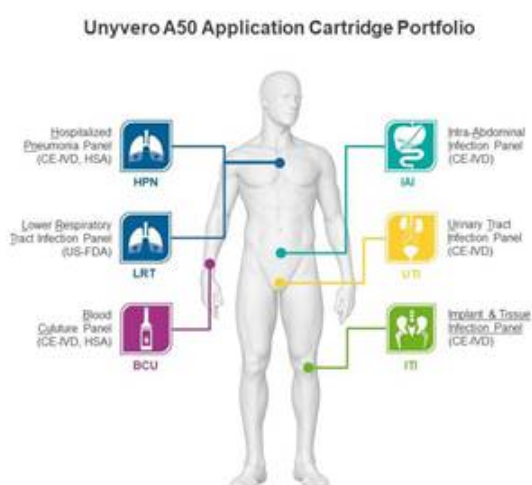 Unyvero A50 Application Cartridge Portfolio
Hospitalized
Pneumonia Panel
(CE-IVD, HSA)
HPN
Lower Respiratory
Tract Infection Panel
(US-FDA)
LRT
Blood
Culuture Panel
(CE-IVD, HSA)
BCU
Intra-Abdominal
Infection Panel
(CE-IVD)
IAI
Urinary Tract
Infection Panel
(CE-IVD)
UTI
Implant & Tissue
Infection Panel
(CE-IVD)
ITI